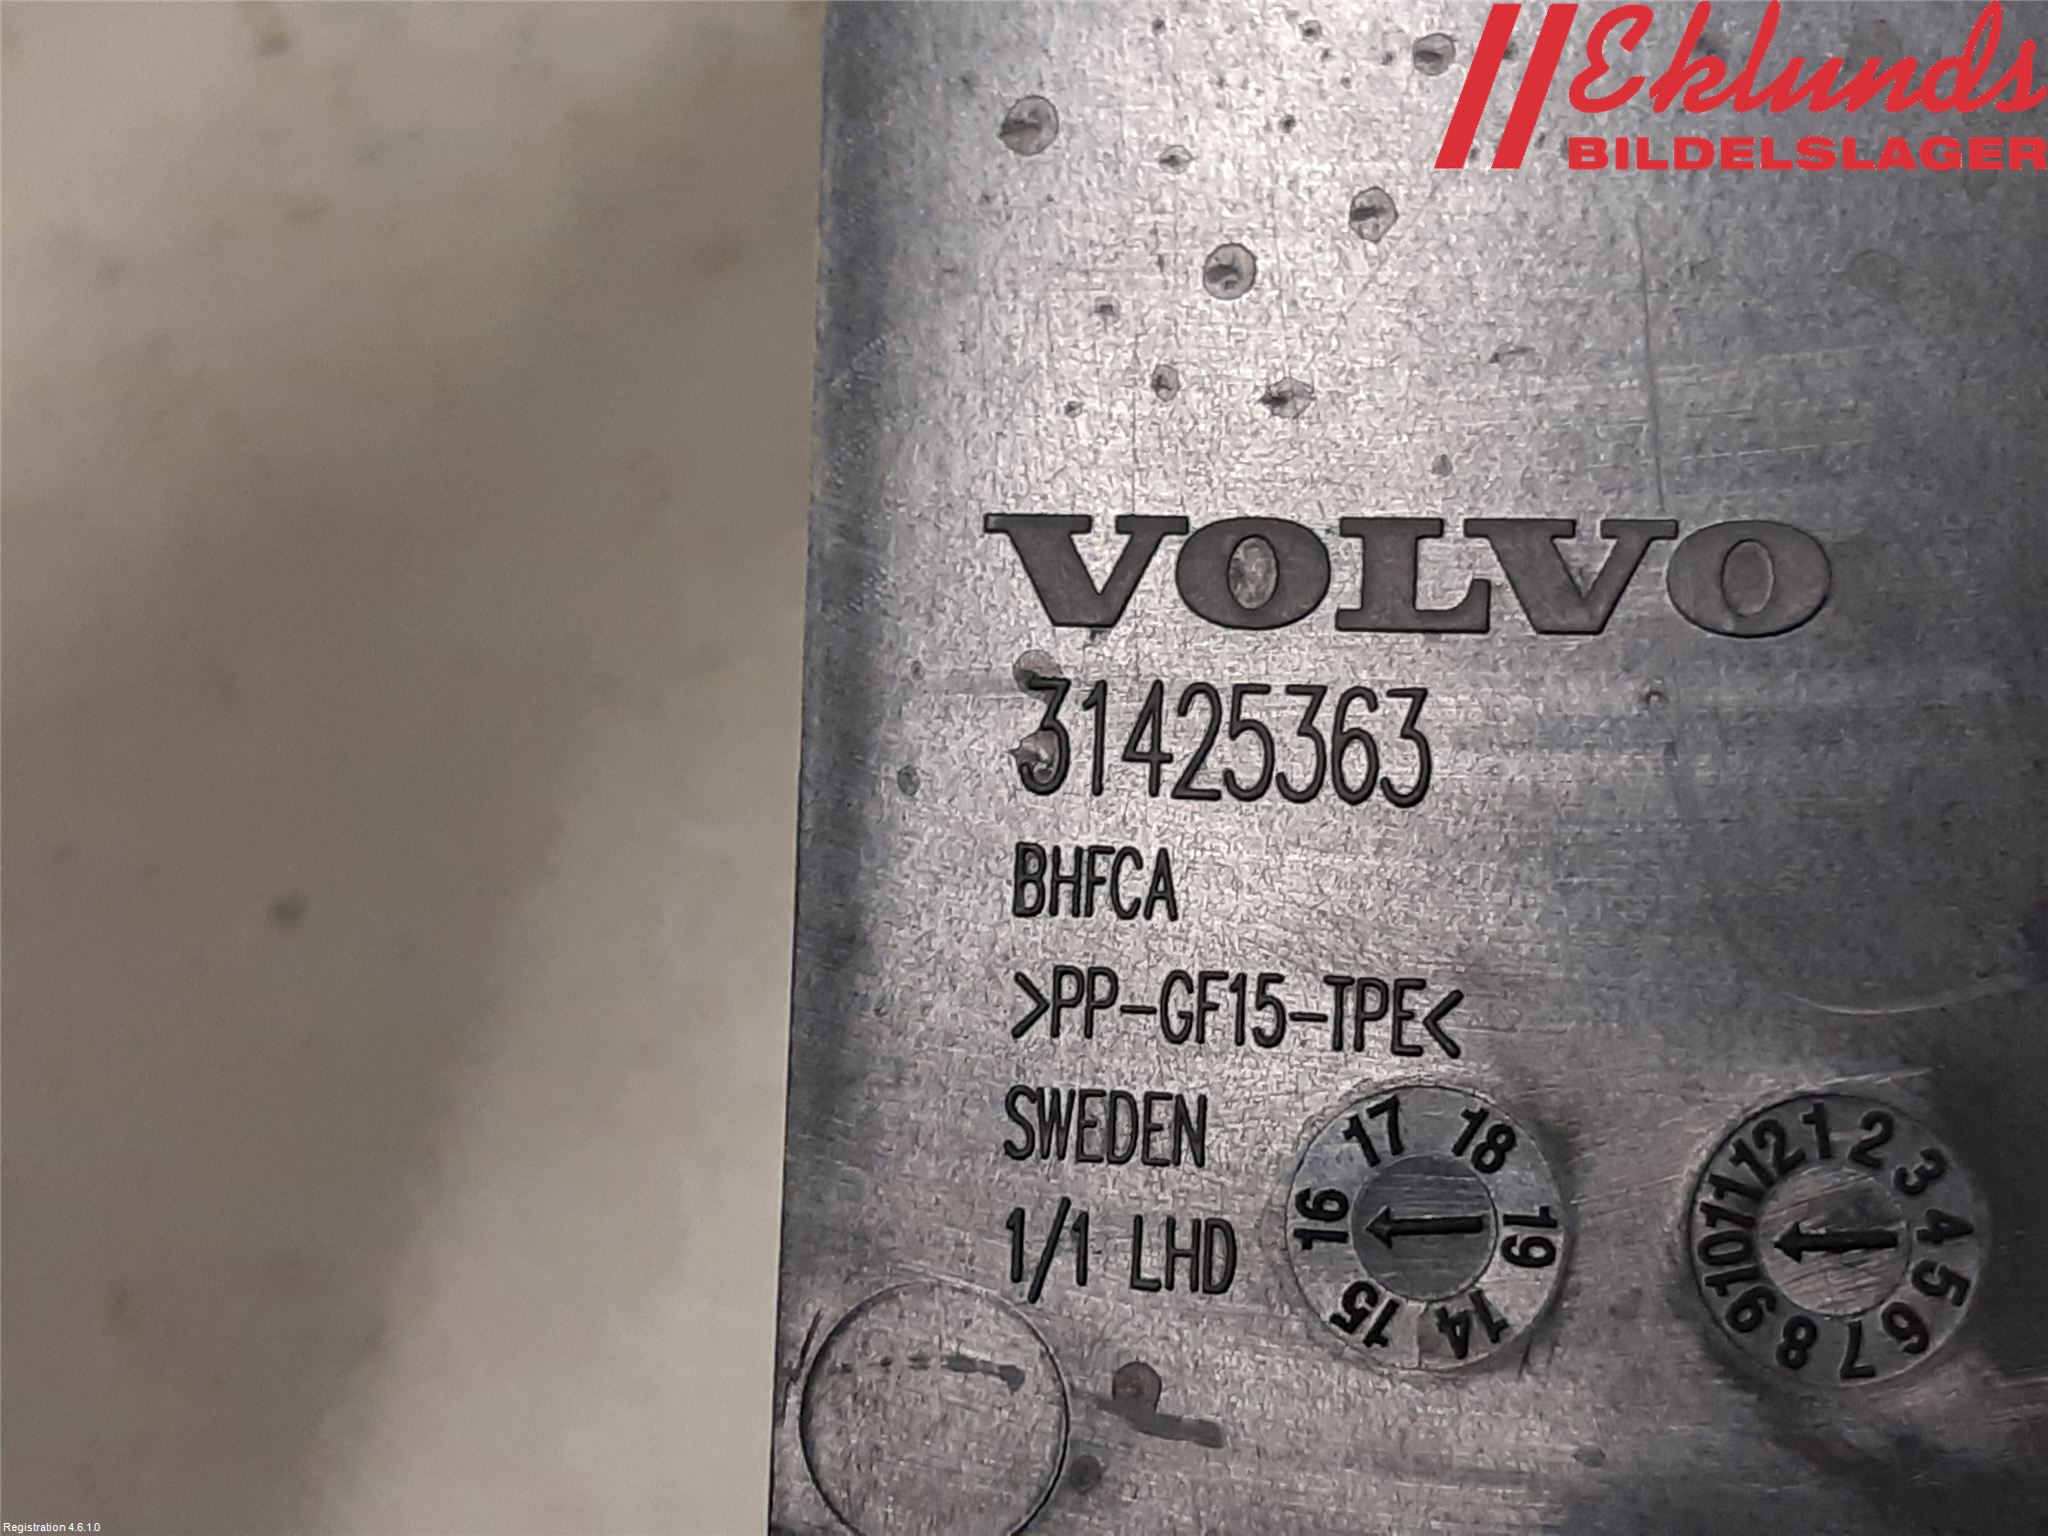 Eklunds
BILDELSLAGER
VOLVO
31425363
BHFCA
>PP-GF15-TPE<
SWEDEN
1/1 LHD
14 15 16 17 18 19
1 2 3 4 5 6 7 8 9 10 11 12
Registration 4.6.1.0